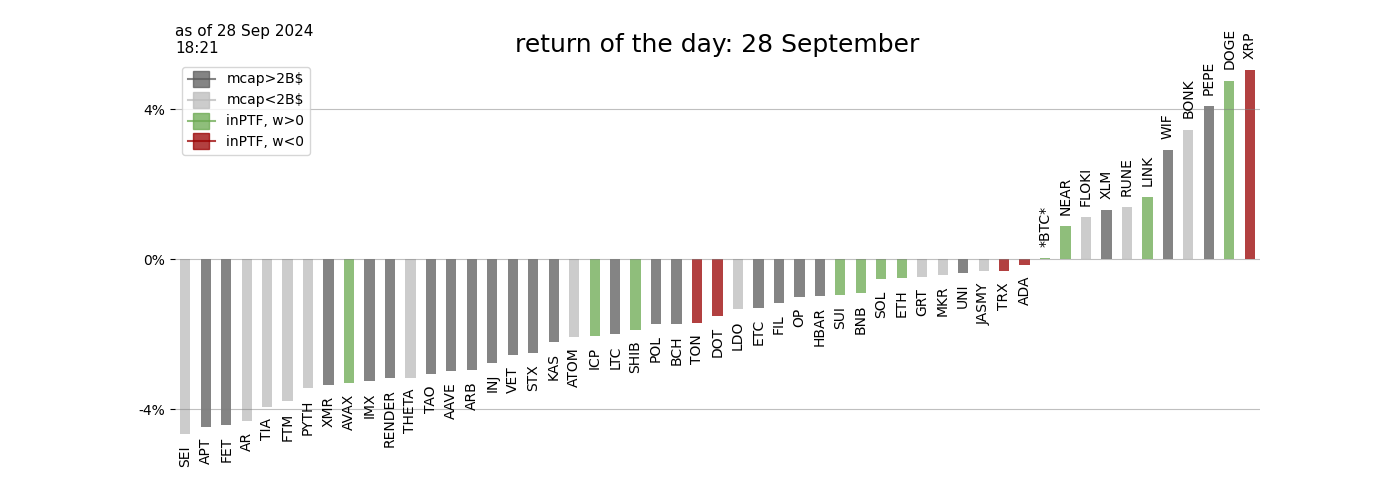 as of 28 Sep 2024
18:21
return of the day: 28 September
mcap>2B$
mcap<2B$
inPTF, w>0
inPTF, w<0
4%
0%
-4%
SEI
APT
FET
AR
TIA
FTM
PYTH
XMR
AVAX
IMX
RENDER
THETA
TAO
AAVE
ARB
INJ
VET
STX
KAS
ATOM
ICP
LTC
SHIB
POL
BCH
TON
DOT
LDO
ETC
FIL
OP
HBAR
SUI
BNB
SOL
ETH
GRT
MKR
UNI
JASMY
TRX
ADA
*BTC*
NEAR
FLOKI
XLM
RUNE
LINK
WIF
BONK
PEPE
DOGE
XRP